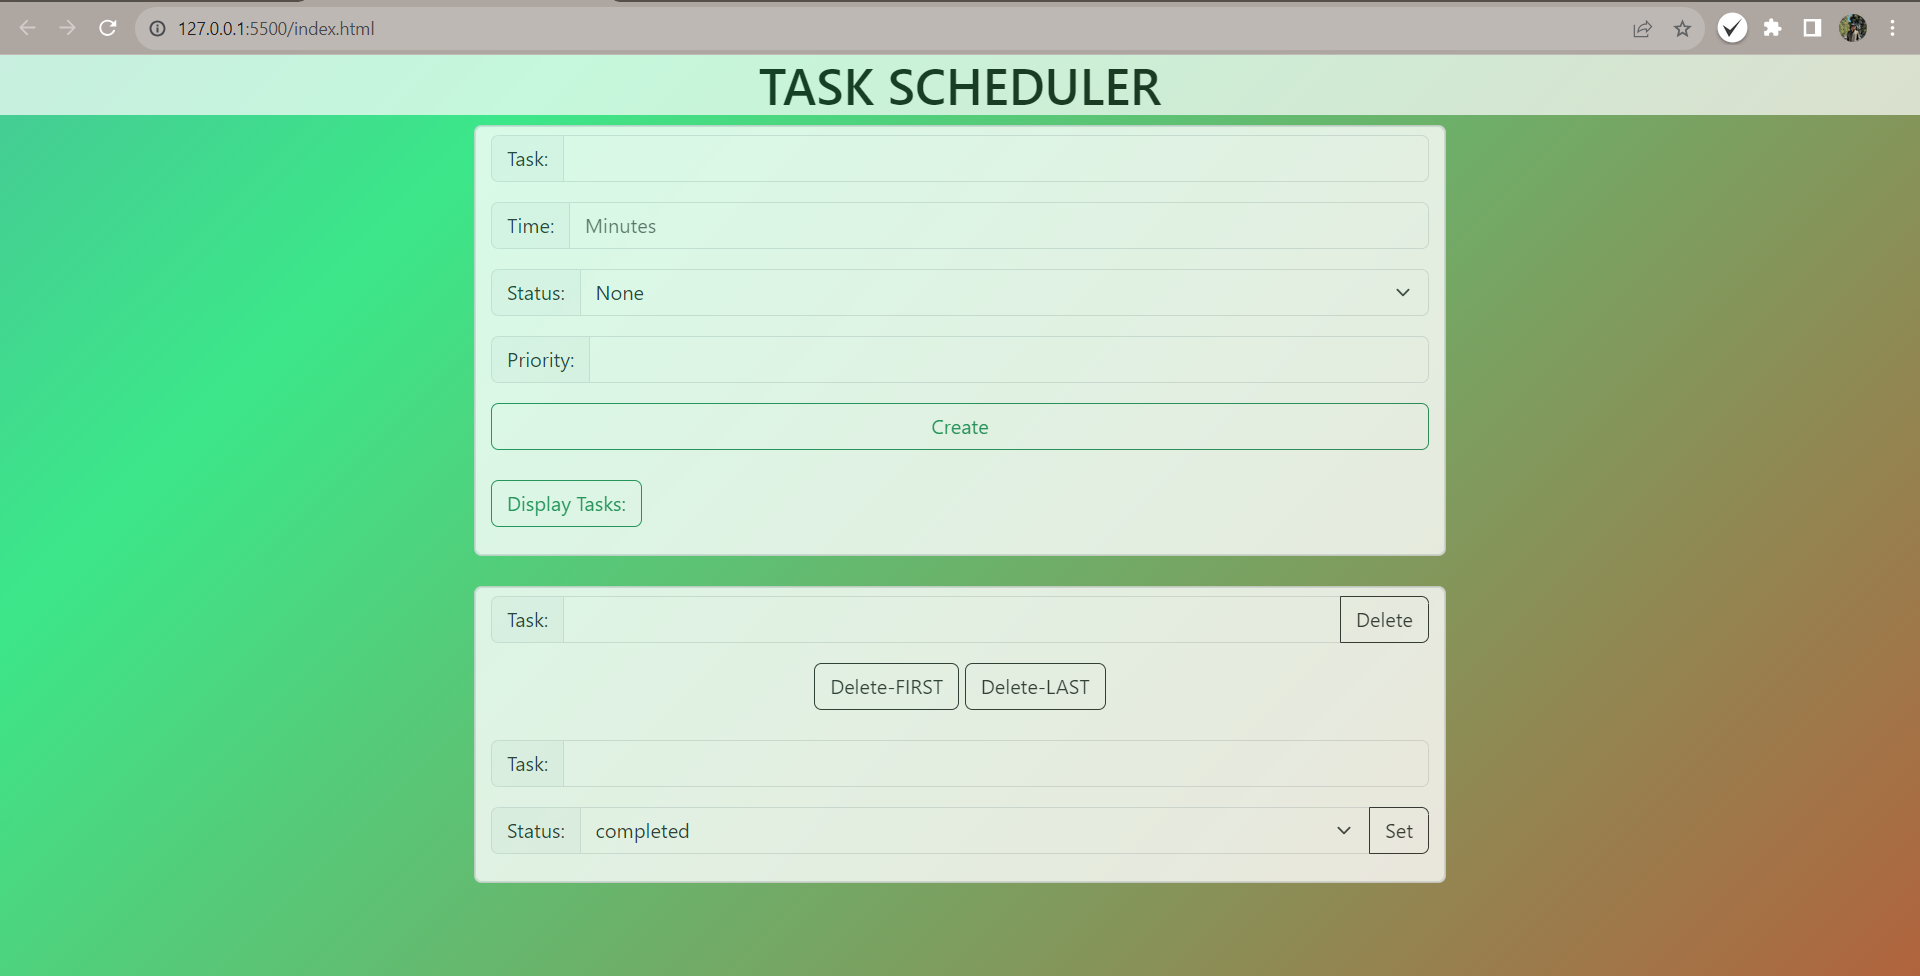 127.0.0.1:5500/index.html
TASK SCHEDULER
Task:
Time: Minutes
Status: None
Priority:
Create
Display Tasks:
Task: Delete
Delete-FIRST Delete-LAST
Task:
Status: completed Set